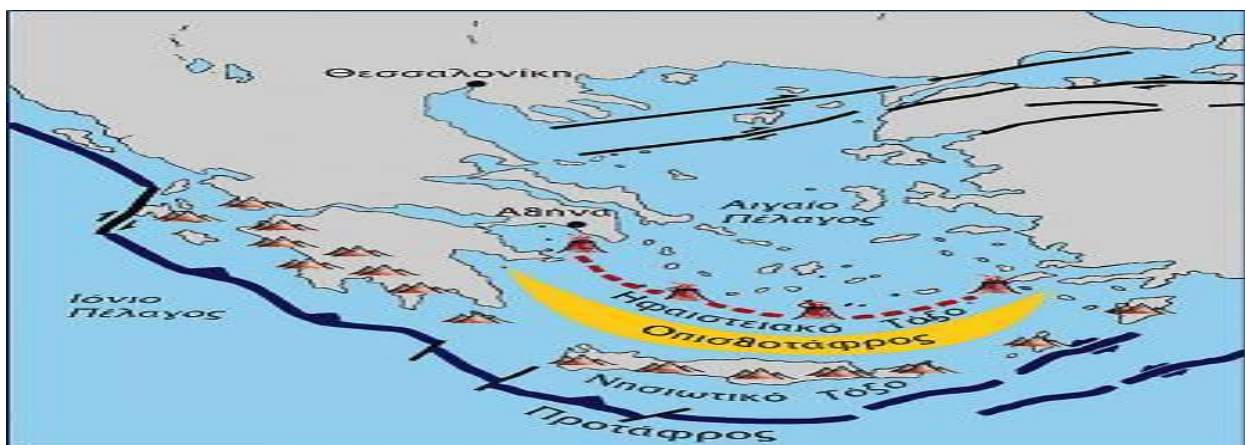 Θεσσαλονίκη
Αθήνα
Αιγαίο
Πέλαγος
Ιόνιο
Πέλαγος
Ηφαιστειακό Τόξο
Οπισθοτάφρος
Νησιωτικό Τόξο
Προτάφρος